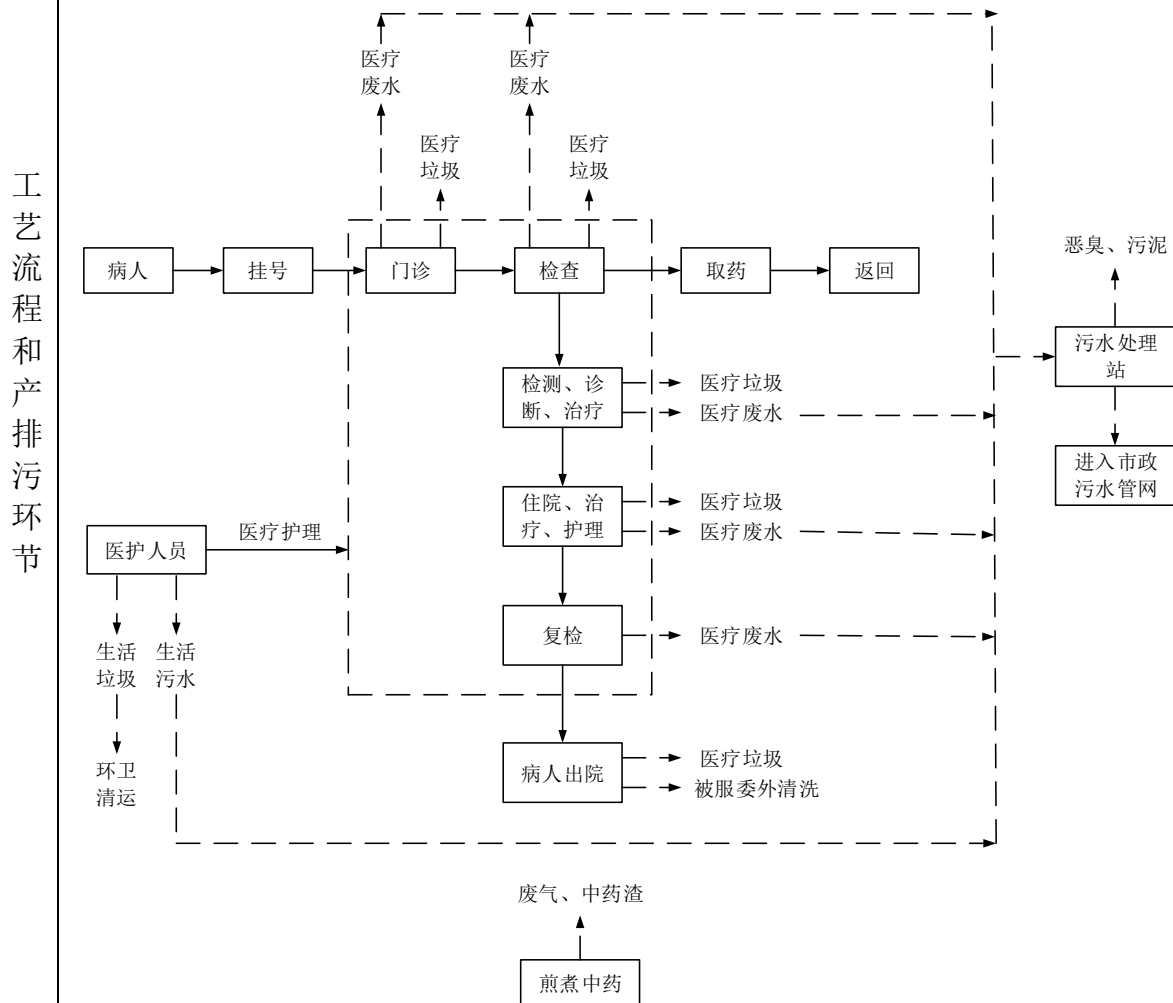 工艺流程和产排污环节
医疗
废水
医疗
废水
医疗
垃圾
医疗
垃圾
病人
挂号
门诊
检查
取药
返回
恶臭、污泥
污水处理
站
进入市政
污水管网
检测、诊
断、治疗
医疗垃圾
医疗废水
住院、治
疗、护理
医疗垃圾
医疗废水
医护人员
医疗护理
复检
医疗废水
生活
垃圾
生活
污水
环卫
清运
病人出院
医疗垃圾
被服委外清洗
废气、中药渣
煎煮中药